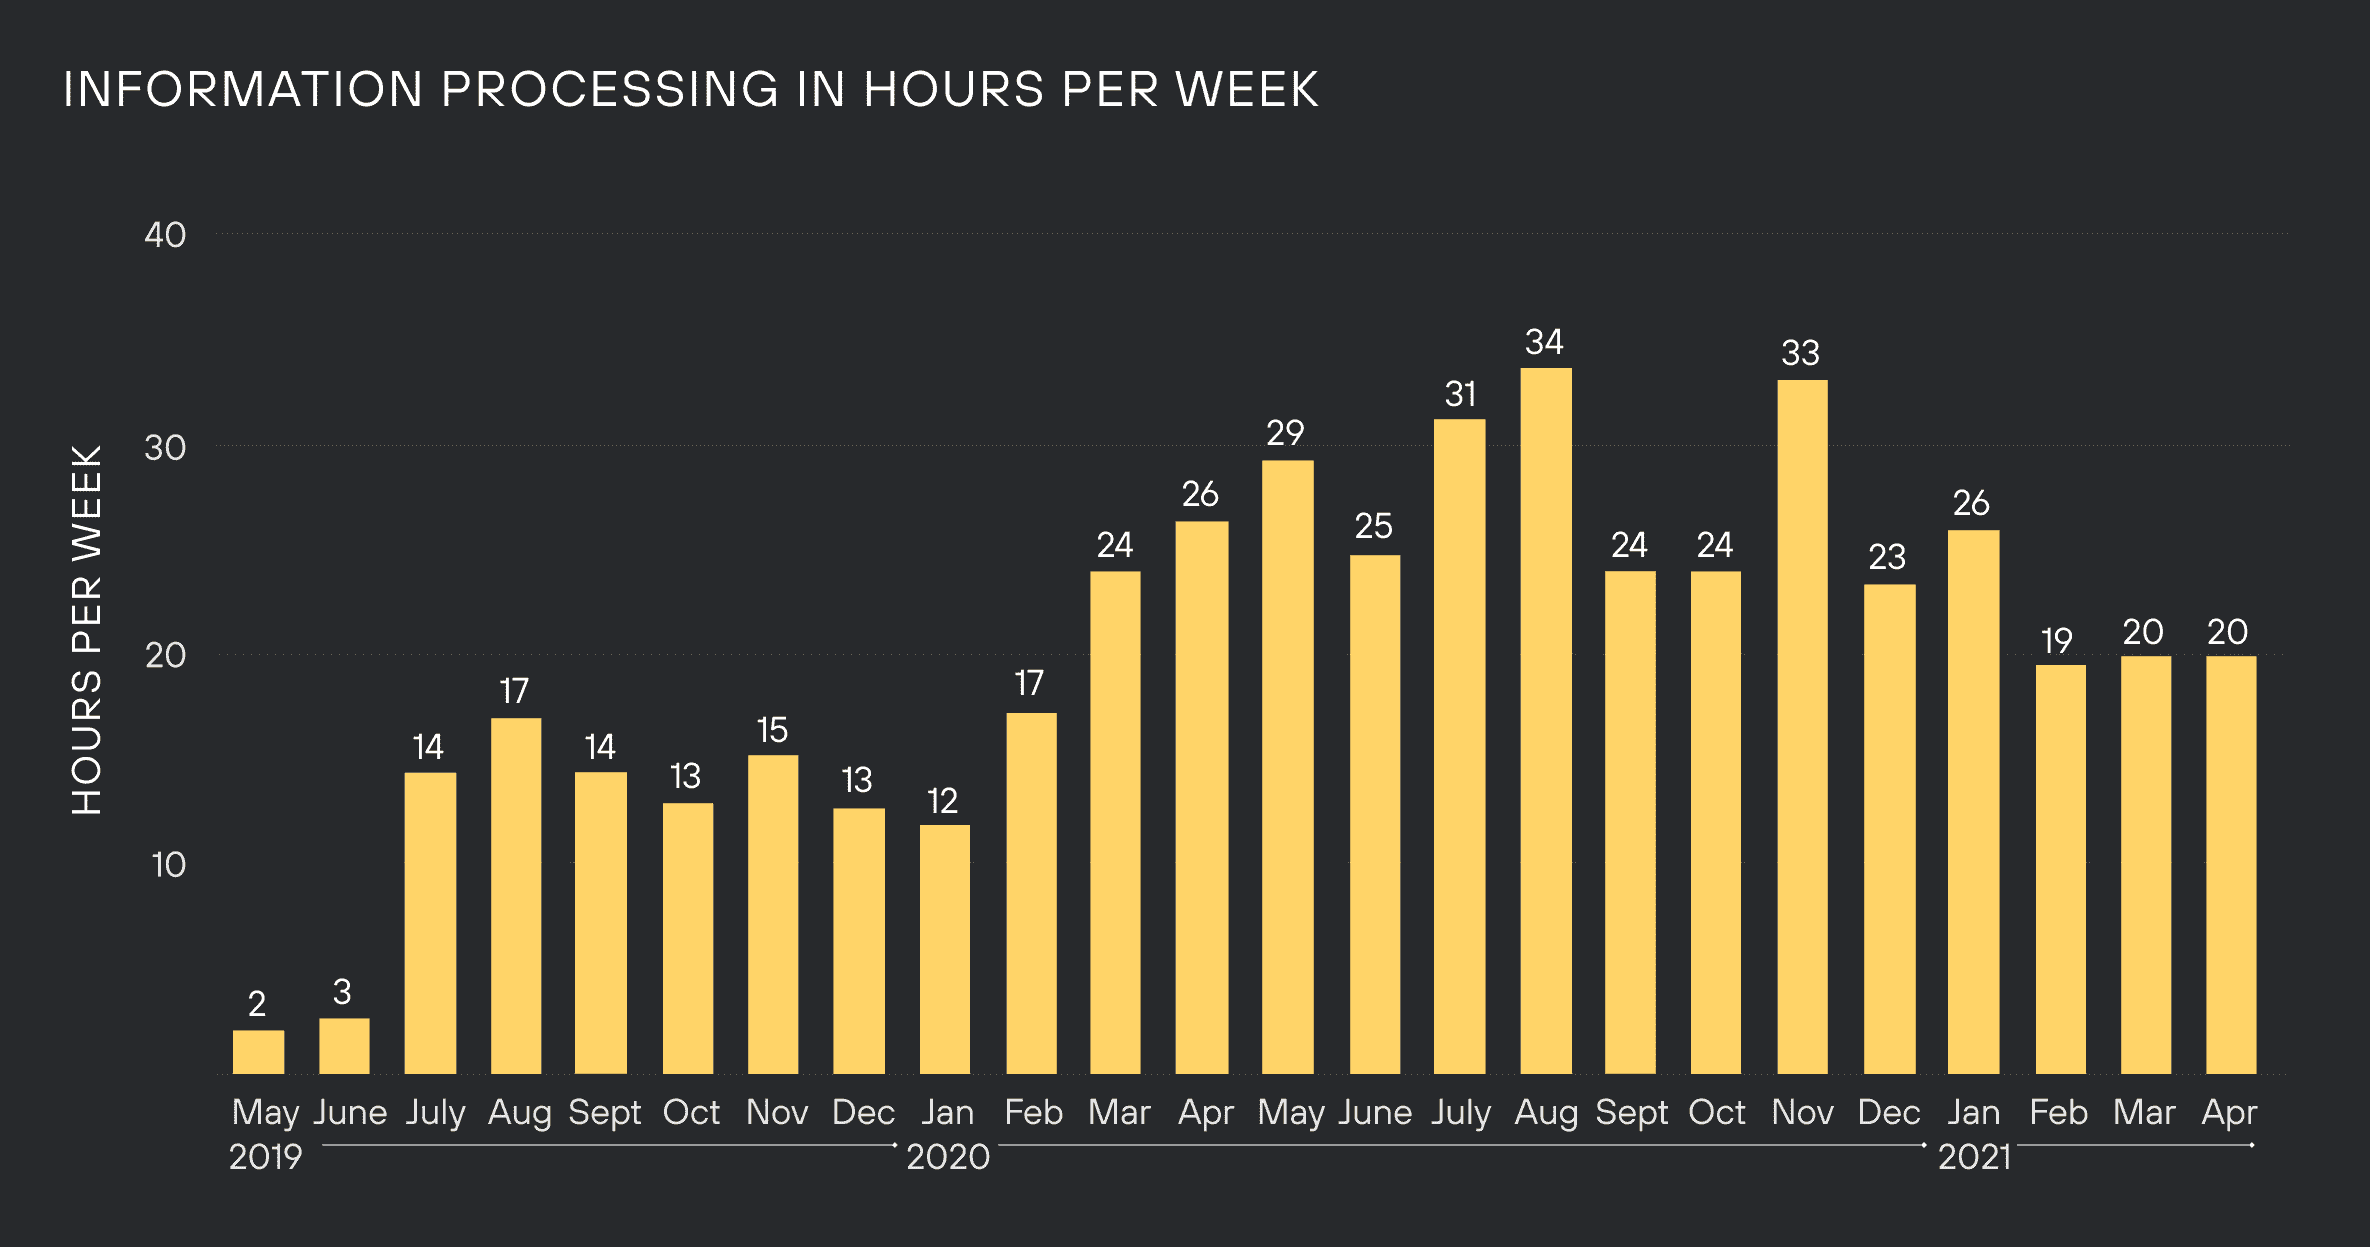 INFORMATION PROCESSING IN HOURS PER WEEK
HOURS PER WEEK
40
30
20
10
2 3 14 17 14 13 15 13 12 17 24 26 29 25 31 34 24 24 33 23 26 19 20 20
May June July Aug Sept Oct Nov Dec Jan Feb Mar Apr May June July Aug Sept Oct Nov Dec Jan Feb Mar Apr
2019 2020 2021